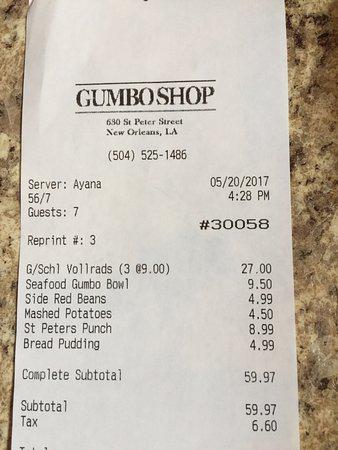 GUMBO SHOP
630 St Peter Street
New Orleans, LA
(504) 525-1486
Server: Ayana 05/20/2017
56/7 4:28 PM
Guests: 7
#30058
Reprint #: 3
G/Schl Vollrads (3 @9.00) 27.00
Seafood Gumbo Bowl 9.50
Side Red Beans 4.99
Mashed Potatoes 4.50
St Peters Punch 8.99
Bread Pudding 4.99
Complete Subtotal 59.97
Subtotal 59.97
Tax 6.60